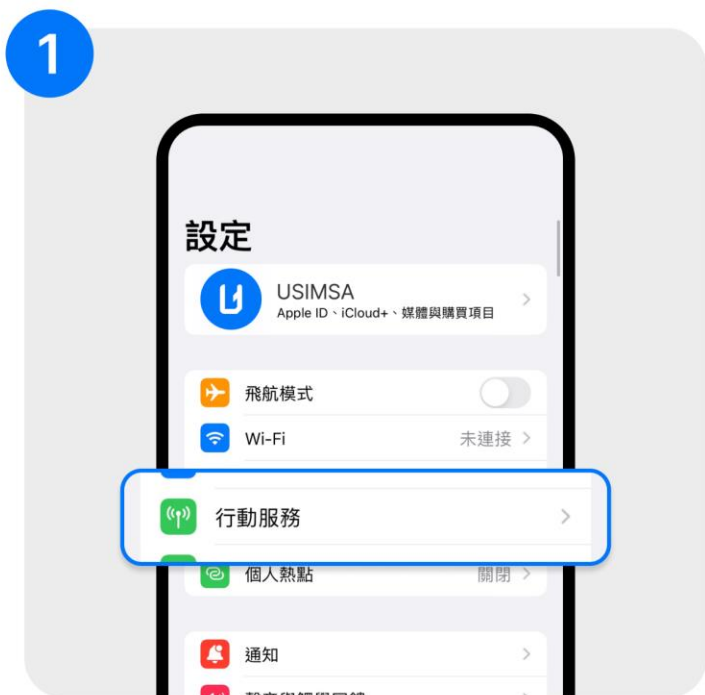 1
設定
USIMSA
Apple ID、iCloud+、媒體與購買項目
飛航模式
Wi-Fi 未連接
行動服務
個人熱點 關閉
通知